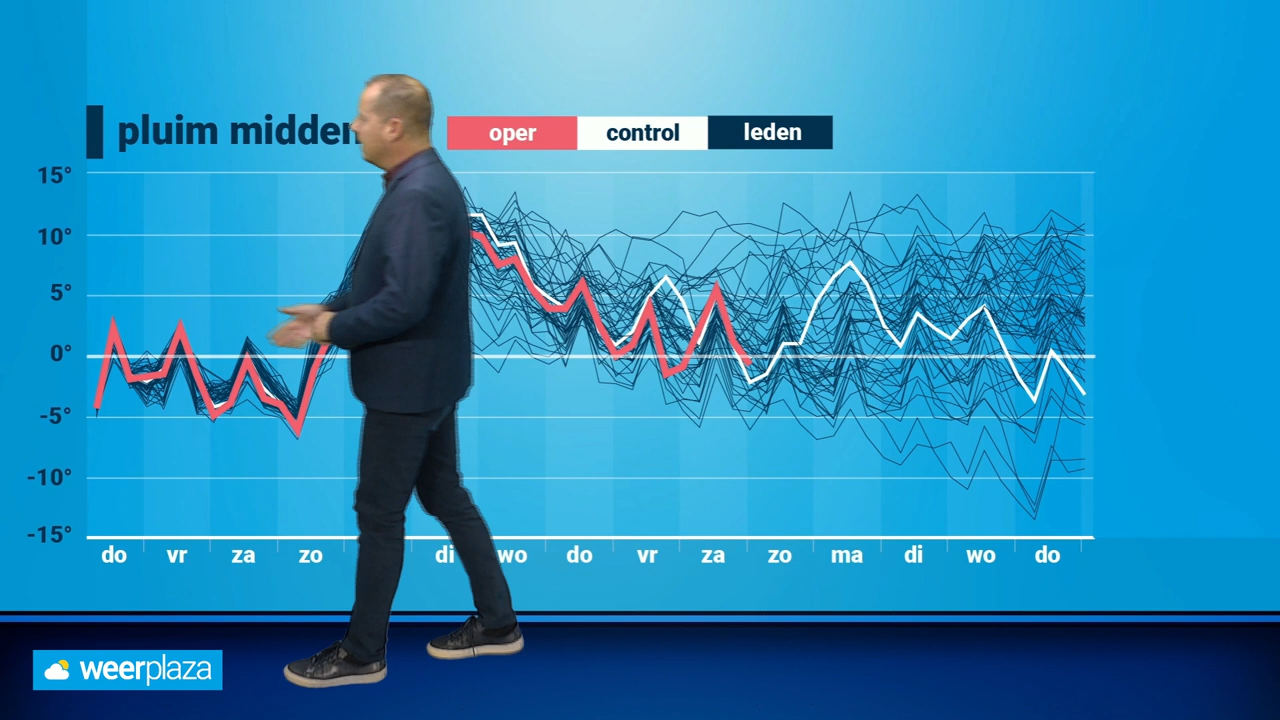 pluim midden
oper control leden
15°
10°
5°
0°
-5°
-10°
-15°
do vr za zo di wo do vr za zo ma di wo do
weerplaza